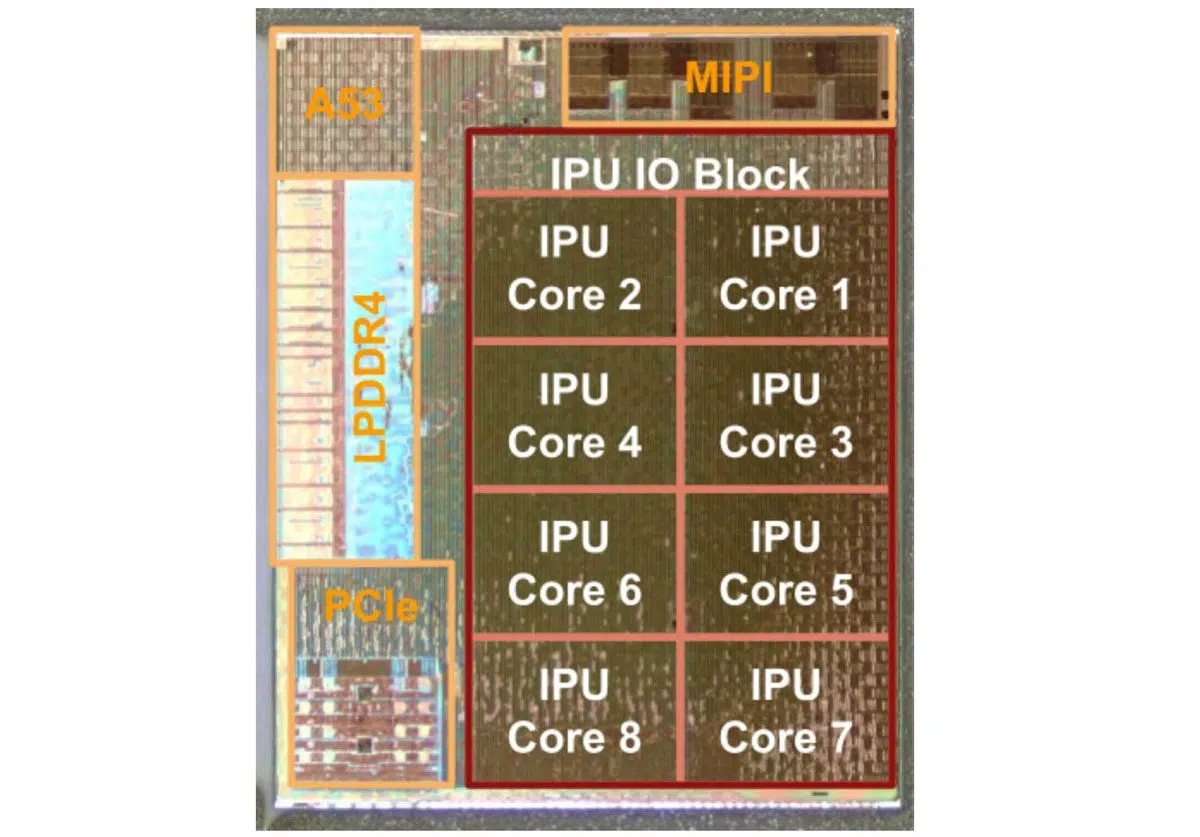 A53
MIPI
IPU IO Block
IPU
Core 2
IPU
Core 1
LPDDR4
IPU
Core 4
IPU
Core 3
IPU
Core 6
IPU
Core 5
PCIe
IPU
Core 8
IPU
Core 7